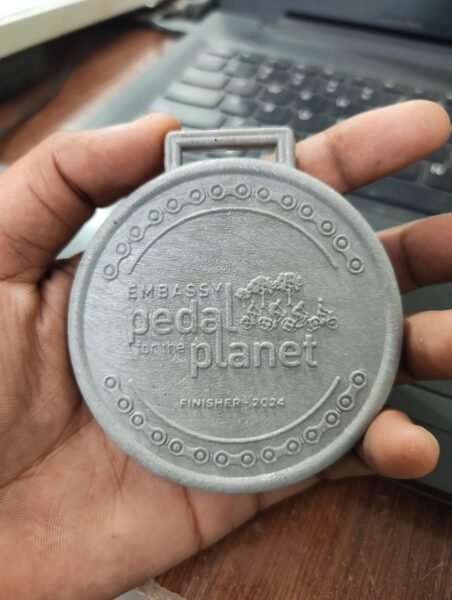 EMBASSY
pedal
for the planet
FINISHER - 2024